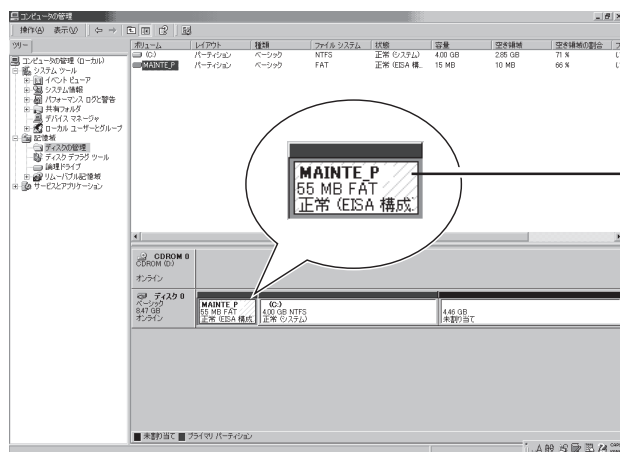 コンピュータの管理
操作(A) 表示(V)
ツリー
コンピュータの管理 (ローカル)
システム ツール
イベント ビューア
システム情報
パフォーマンス ログと警告
共有フォルダ
デバイス マネージャ
ローカル ユーザーとグループ
記憶域
ディスクの管理
ディスク デフラグ ツール
論理ドライブ
リムーバブル記憶域
サービスとアプリケーション
ボリューム レイアウト 種類 ファイル システム 状態 容量 空き領域 空き領域の割合
(C:) パーティション ベーシック NTFS 正常 (システム) 4.00 GB 2.85 GB 71 %
MAINTE_P パーティション ベーシック FAT 正常 (EISA 構... 15 MB 10 MB 66 %
MAINTE_P
55 MB FAT
正常 (EISA 構成
CDROM 0
CDROM (D:)
オンライン
ディスク 0
ベーシック
8.47 GB
オンライン
MAINTE_P
55 MB FAT
正常 (EISA 構成
(C:)
4.00 GB NTFS
正常 (システム)
4.46 GB
未割り当て
未割り当て プライマリ パーティション
A 般